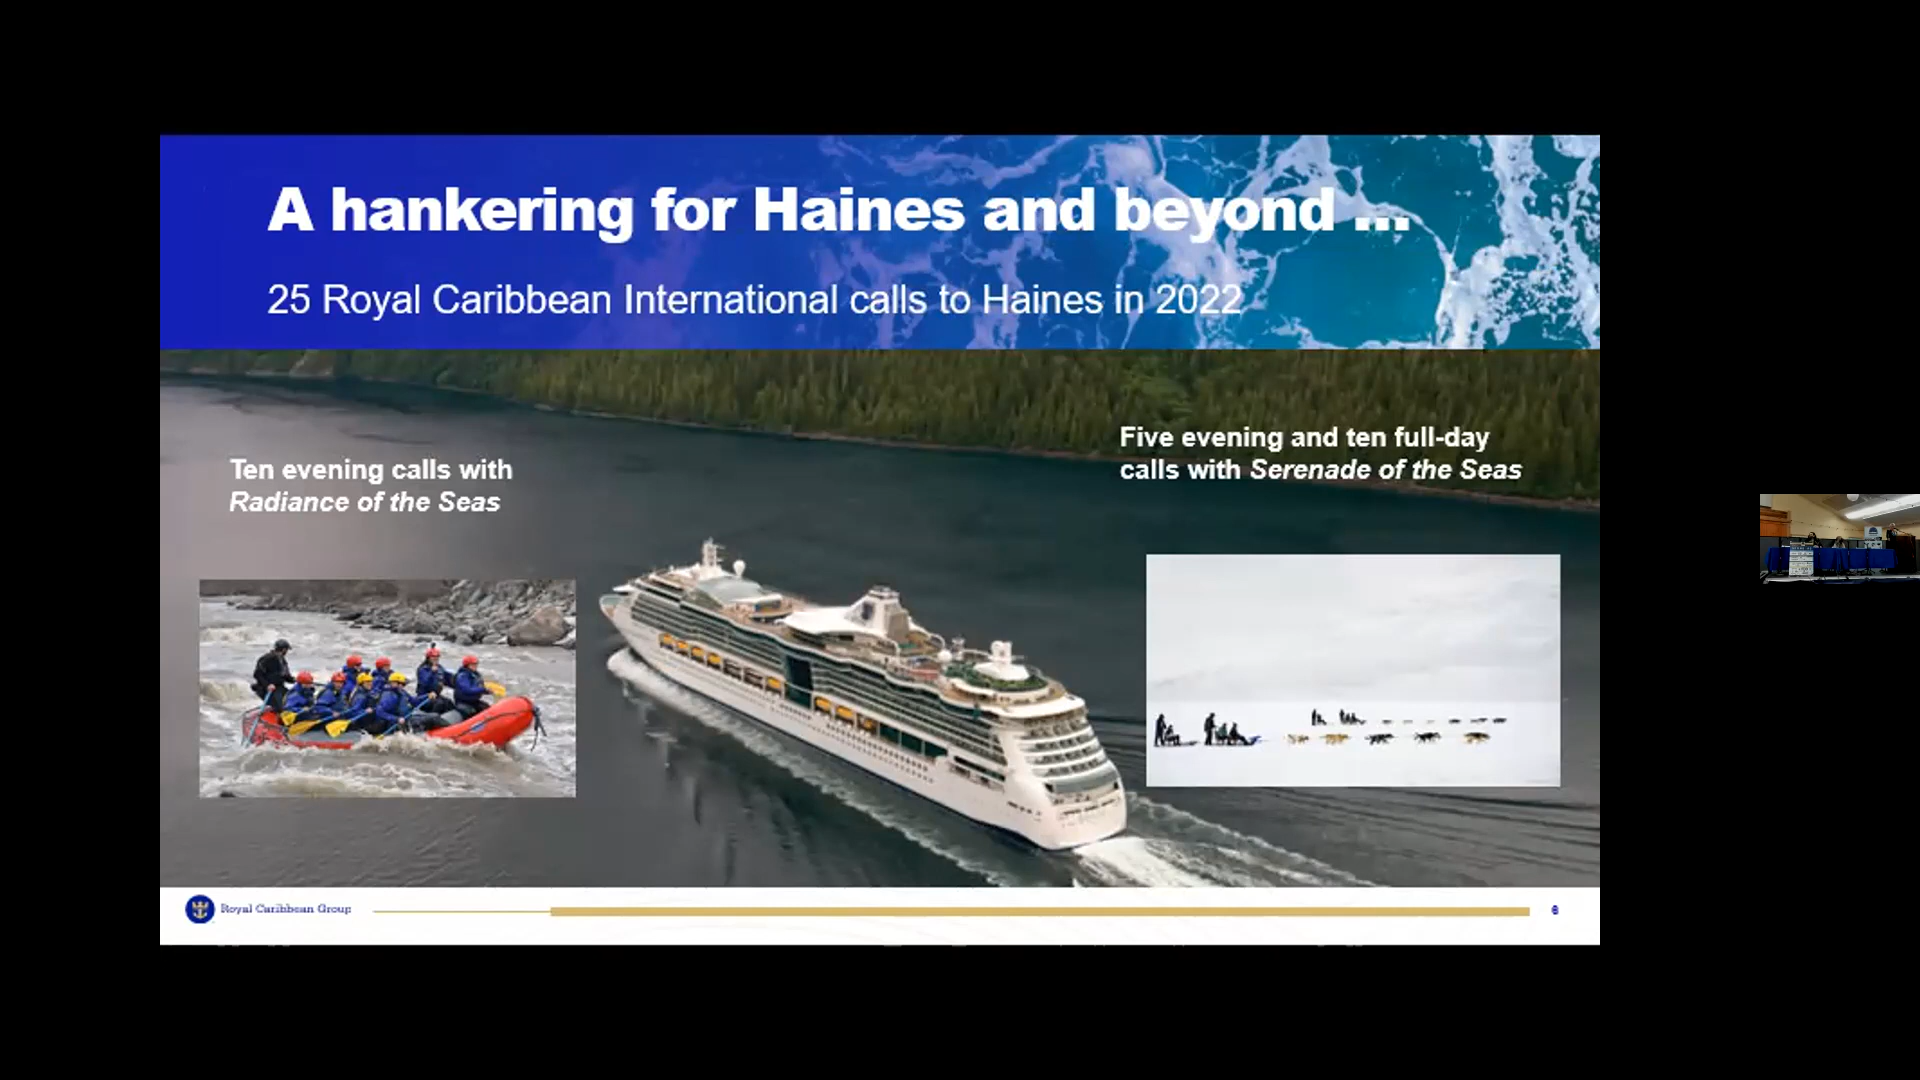 A hankering for Haines and beyond ...
25 Royal Caribbean International calls to Haines in 2022
Ten evening calls with
Radiance of the Seas
Five evening and ten full-day
calls with Serenade of the Seas
Royal Caribbean Group